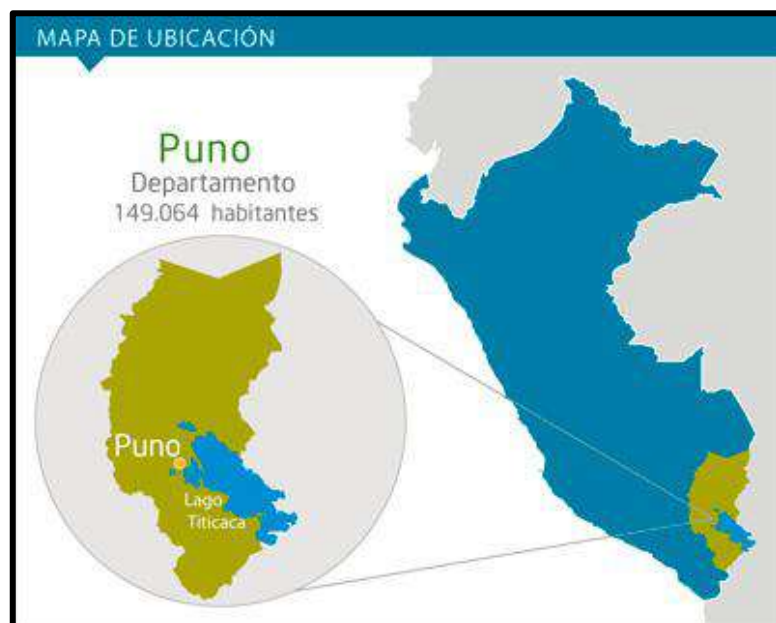 MAPA DE UBICACIÓN
Puno
Departamento
149.064 habitantes
Puno
Lago
Titicaca